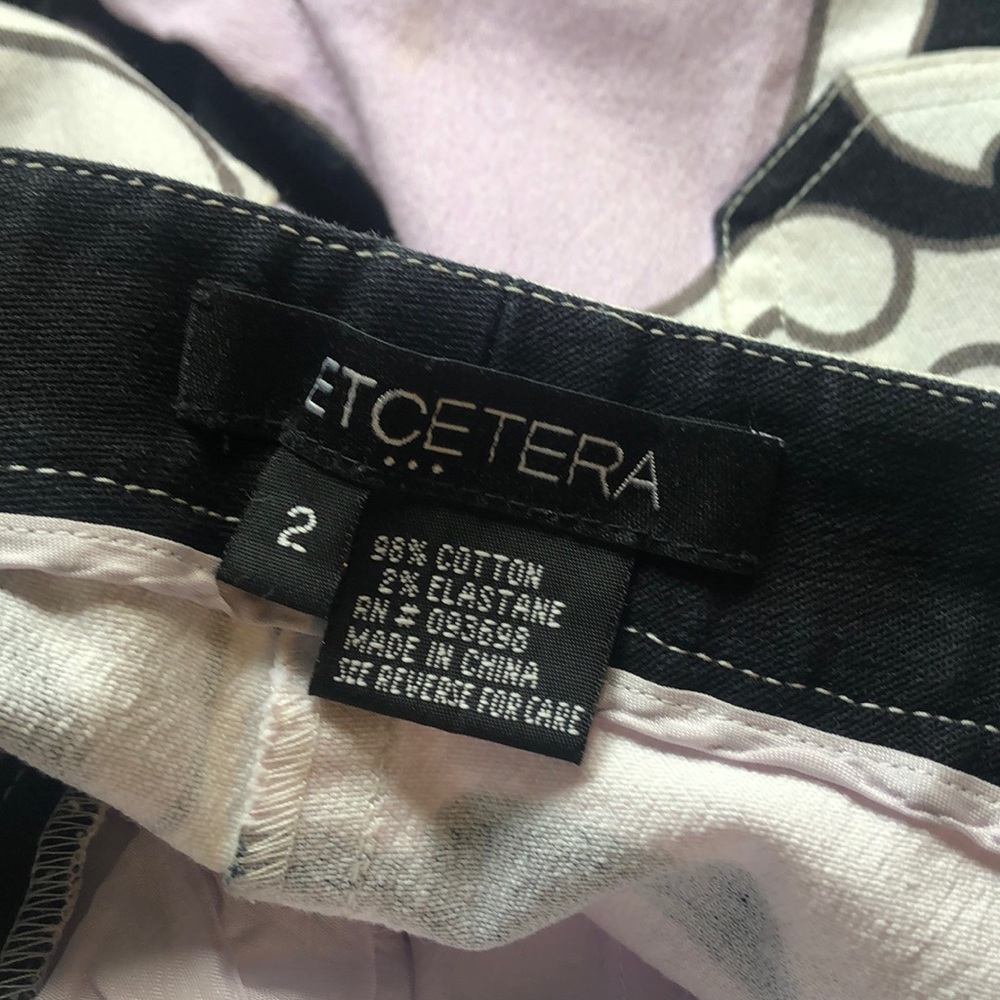 ETCETERA
...
2
98% COTTON
2% ELASTANE
RN # 093698
MADE IN CHINA
SEE REVERSE FOR CARE